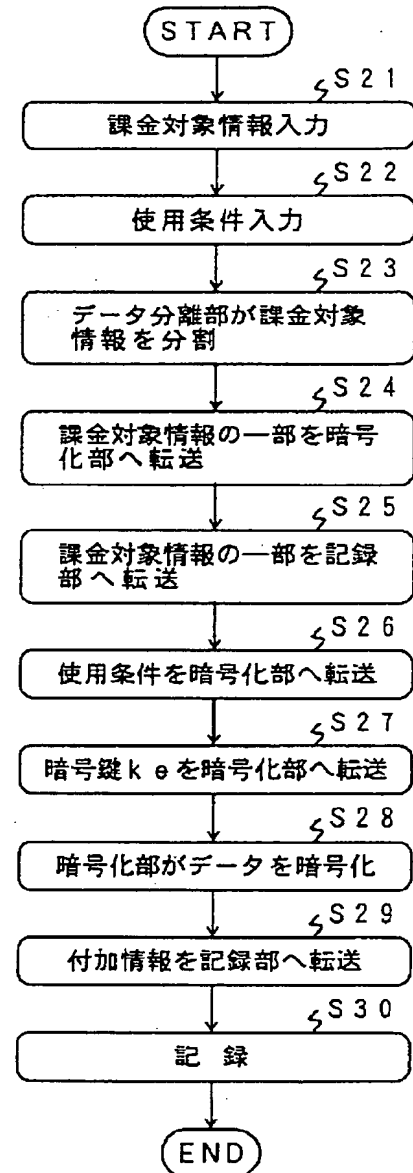 START
S21
課金対象情報入力
S22
使用条件入力
S23
データ分離部が課金対象
情報を分割
S24
課金対象情報の一部を暗号
化部へ転送
S25
課金対象情報の一部を記録
部へ転送
S26
使用条件を暗号化部へ転送
S27
暗号鍵keを暗号化部へ転送
S28
暗号化部がデータを暗号化
S29
付加情報を記録部へ転送
S30
記録
END